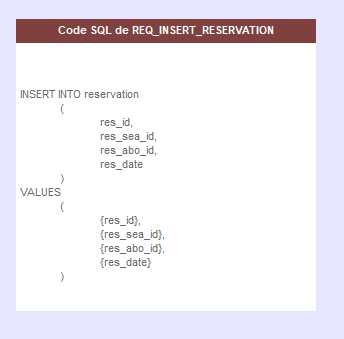 Code SQL de REQ_INSERT_RESERVATION
INSERT INTO reservation
(
res_id,
res_sea_id,
res_abo_id,
res_date
)
VALUES
(
{res_id},
{res_sea_id},
{res_abo_id},
{res_date}
)